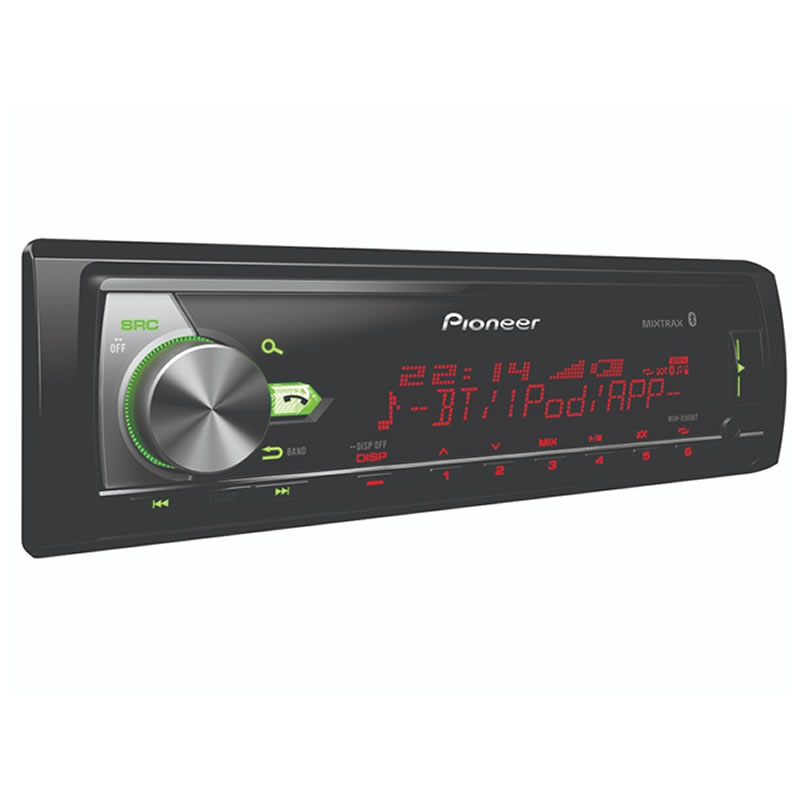 SRC
OFF
Pioneer
MIXTRAX
22:14
-BT/iPod/APP-
BAND
DISP OFF
DISP
MIX
1 2 3 4 5 6